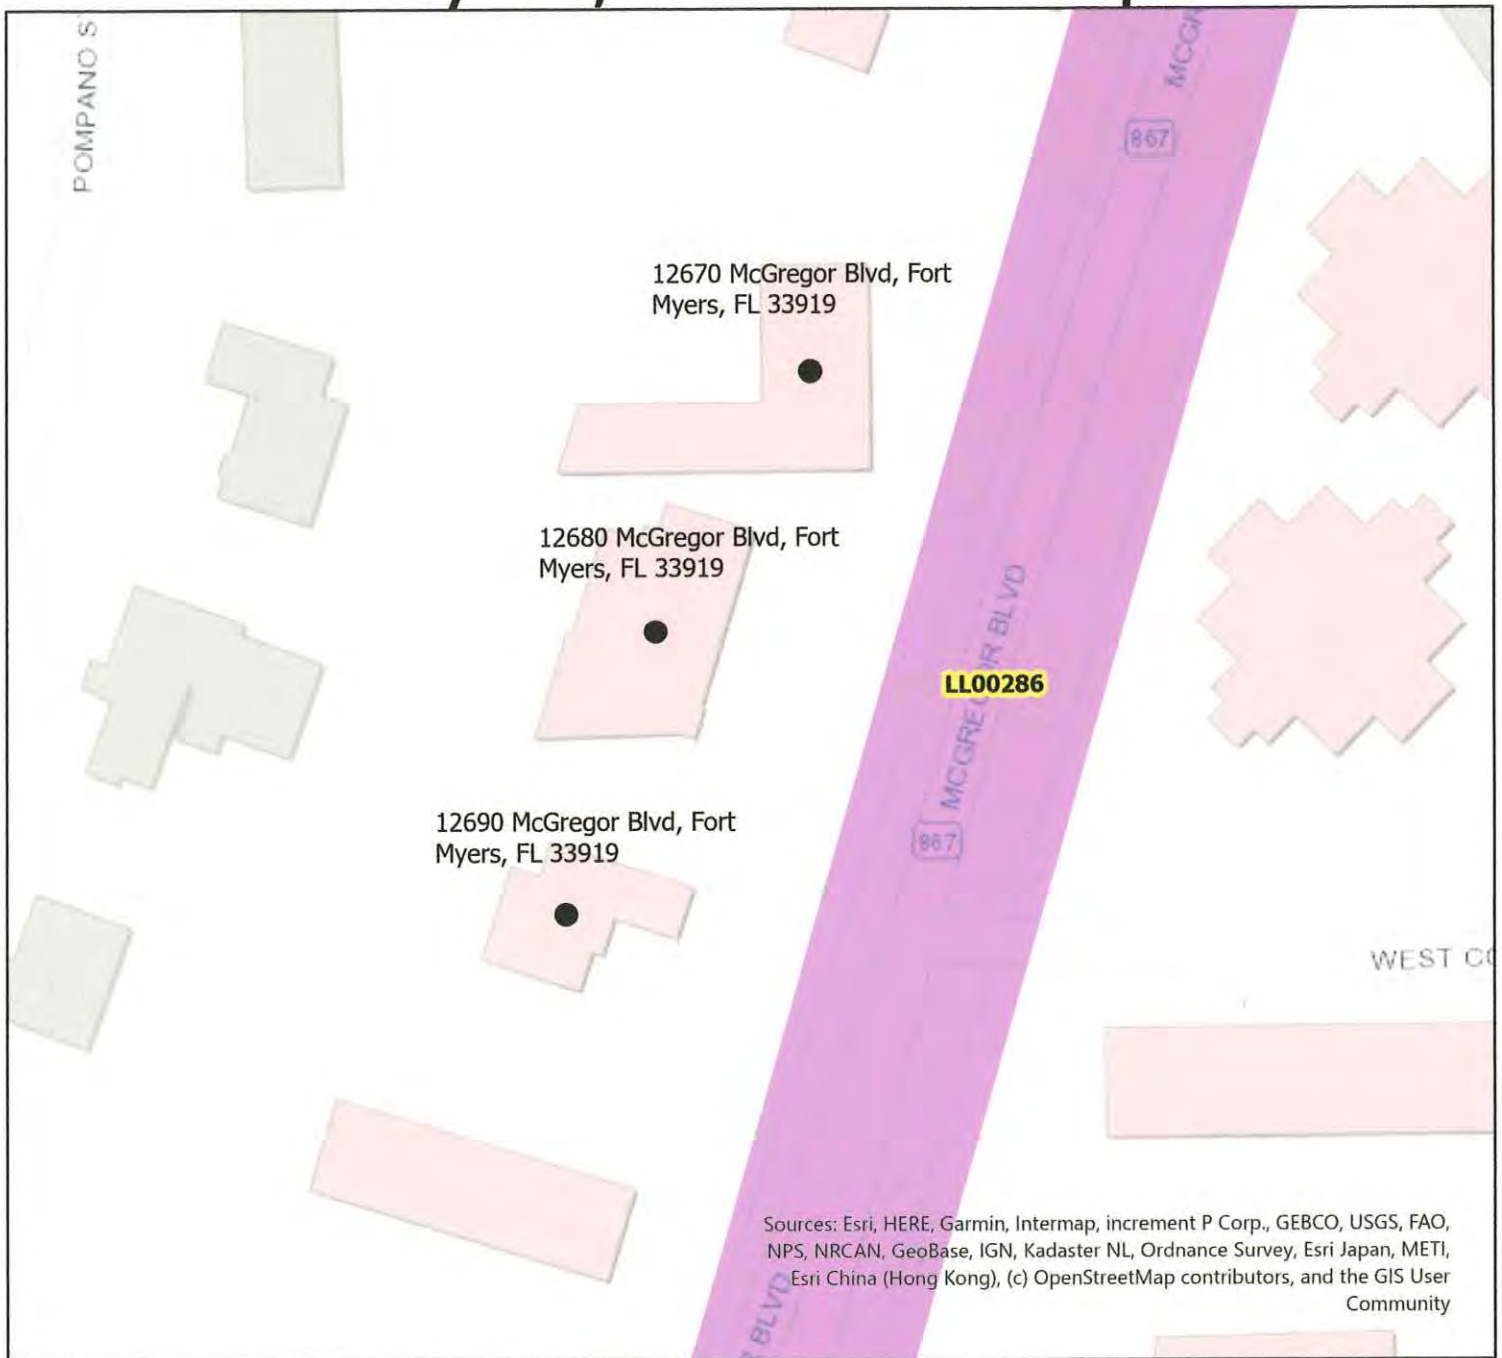 POMPANO S
MCGR
867
12670 McGregor Blvd, Fort
Myers, FL 33919
12680 McGregor Blvd, Fort
Myers, FL 33919
MCGREGOR BLVD
LL00286
867
12690 McGregor Blvd, Fort
Myers, FL 33919
WEST CO
Sources: Esri, HERE, Garmin, Intermap, increment P Corp., GEBCO, USGS, FAO,
NPS, NRCAN, GeoBase, IGN, Kadaster NL, Ordnance Survey, Esri Japan, METI,
Esri China (Hong Kong), (c) OpenStreetMap contributors, and the GIS User
Community
BLVD